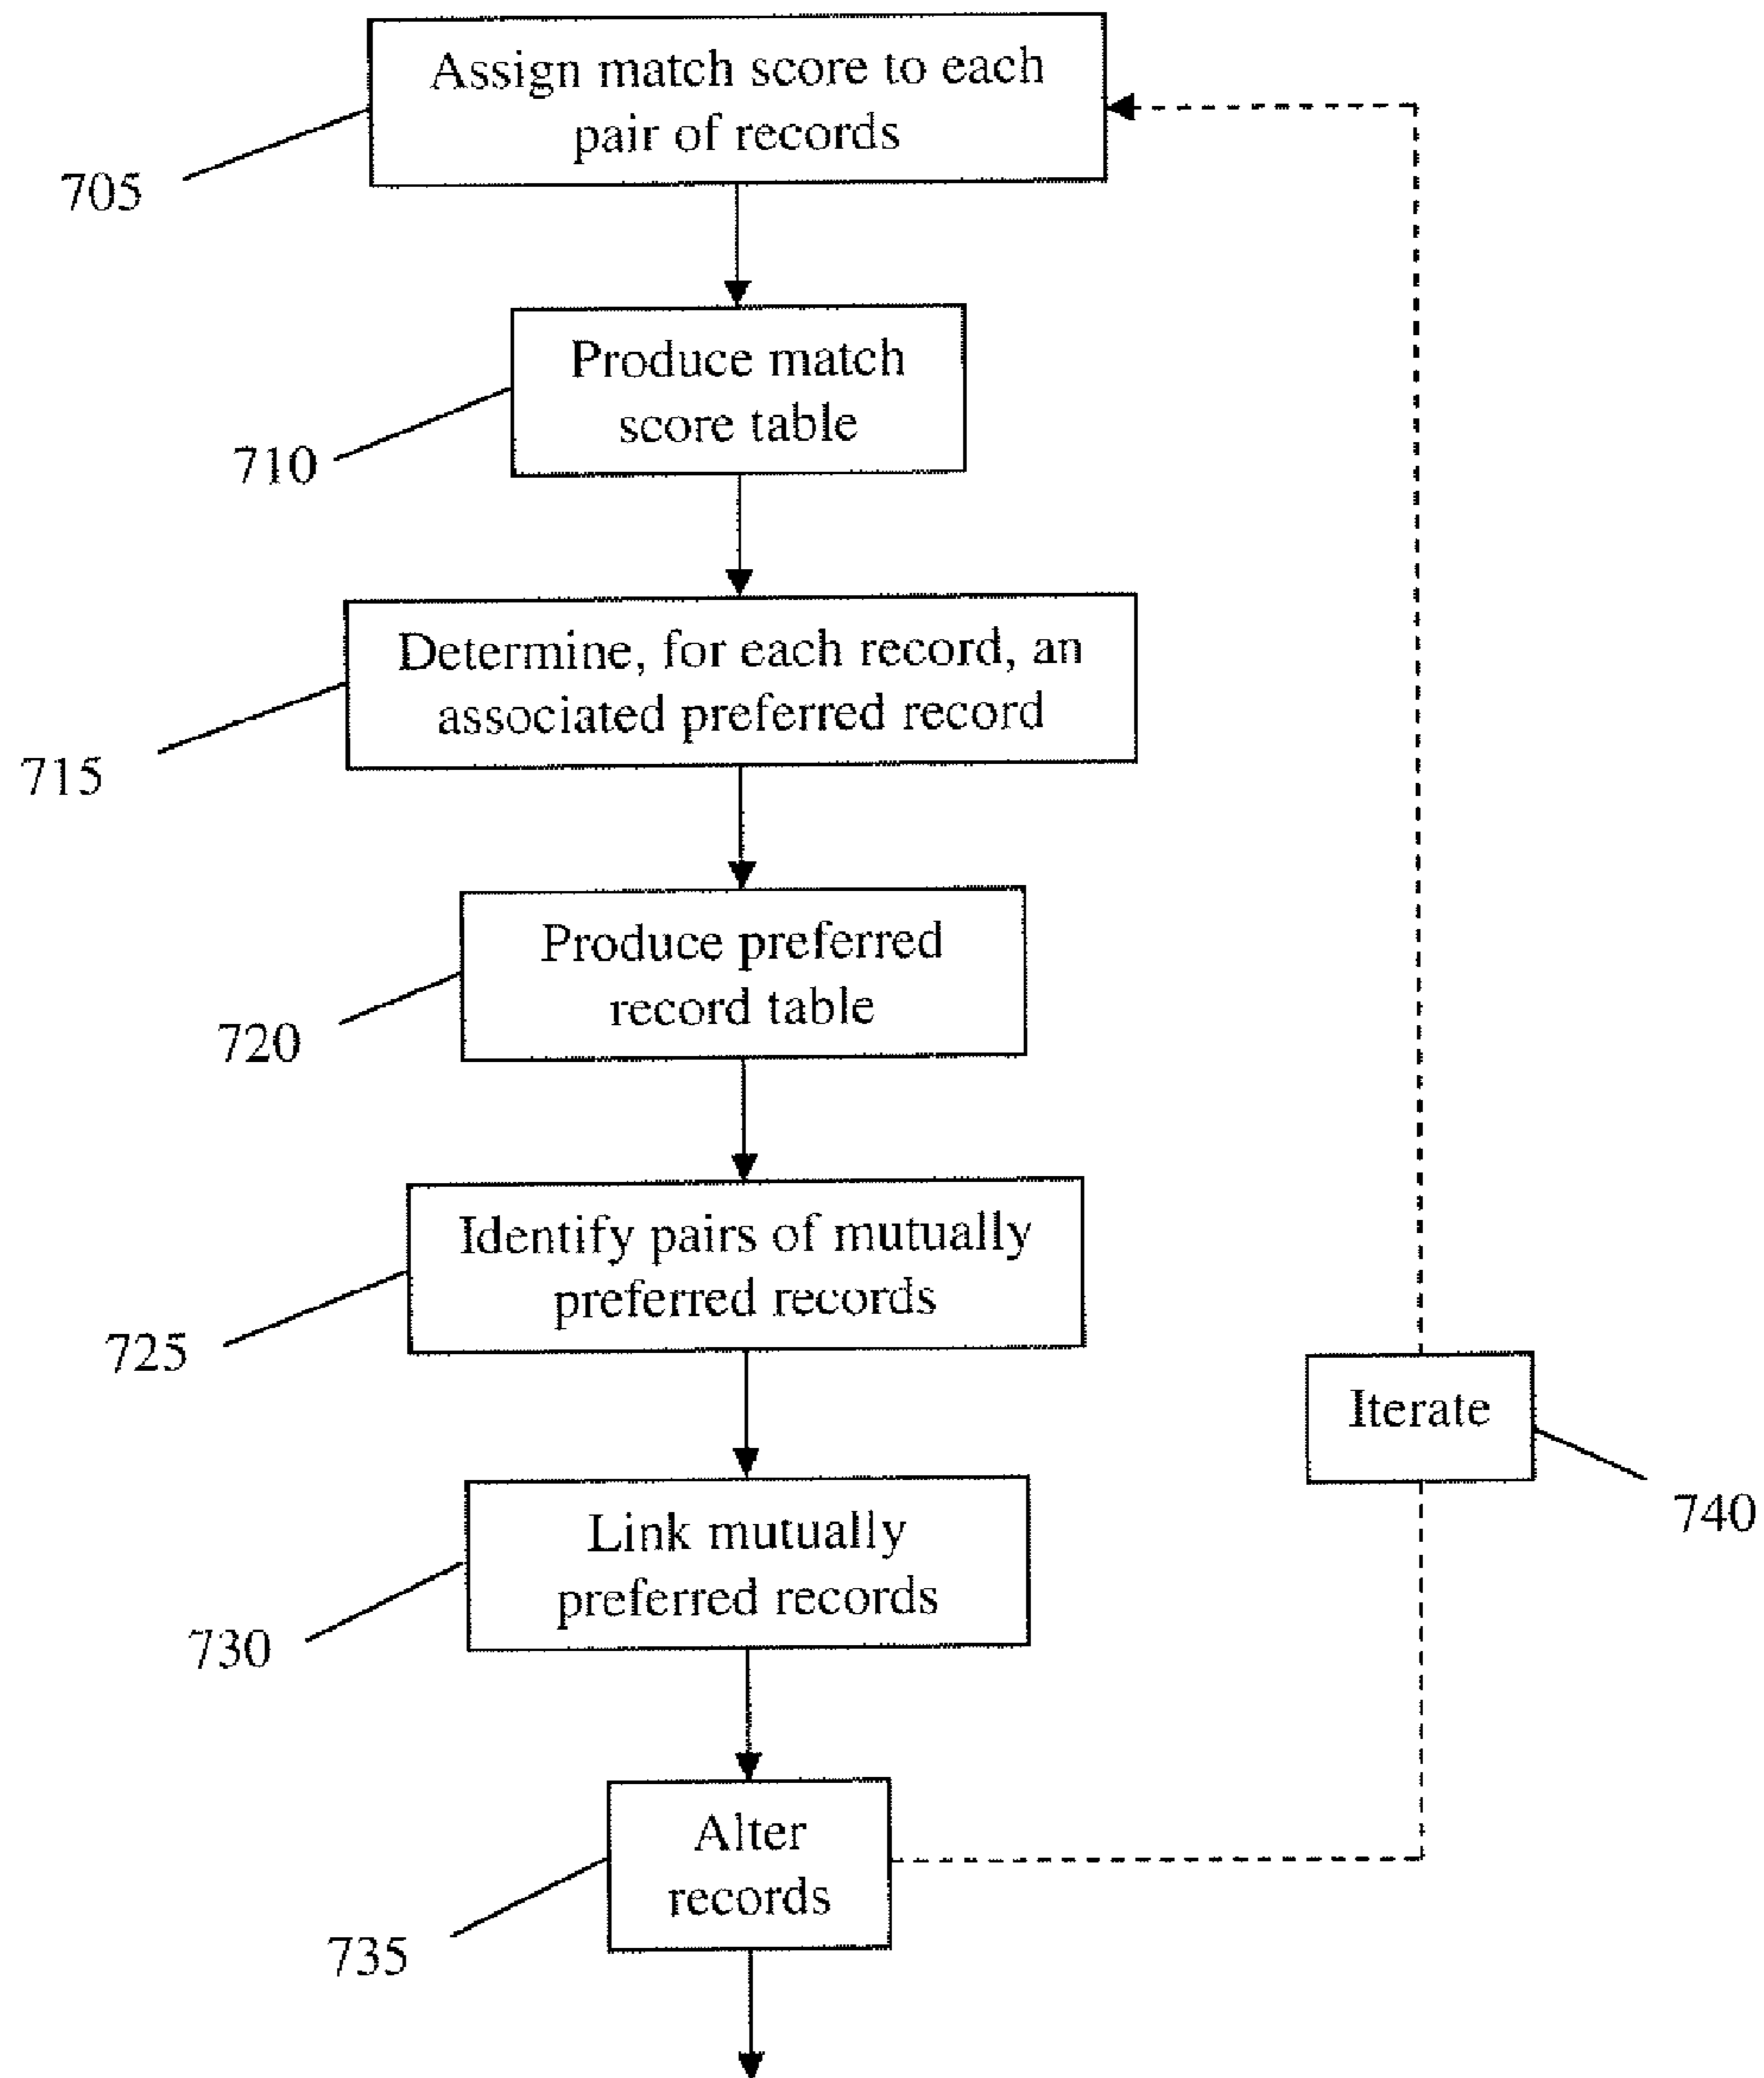 Assign match score to each
pair of records
705
Produce match
score table
710
Determine, for each record, an
associated preferred record
715
Produce preferred
record table
720
Identify pairs of mutually
preferred records
725
Iterate
740
Link mutually
preferred records
730
Alter
records
735